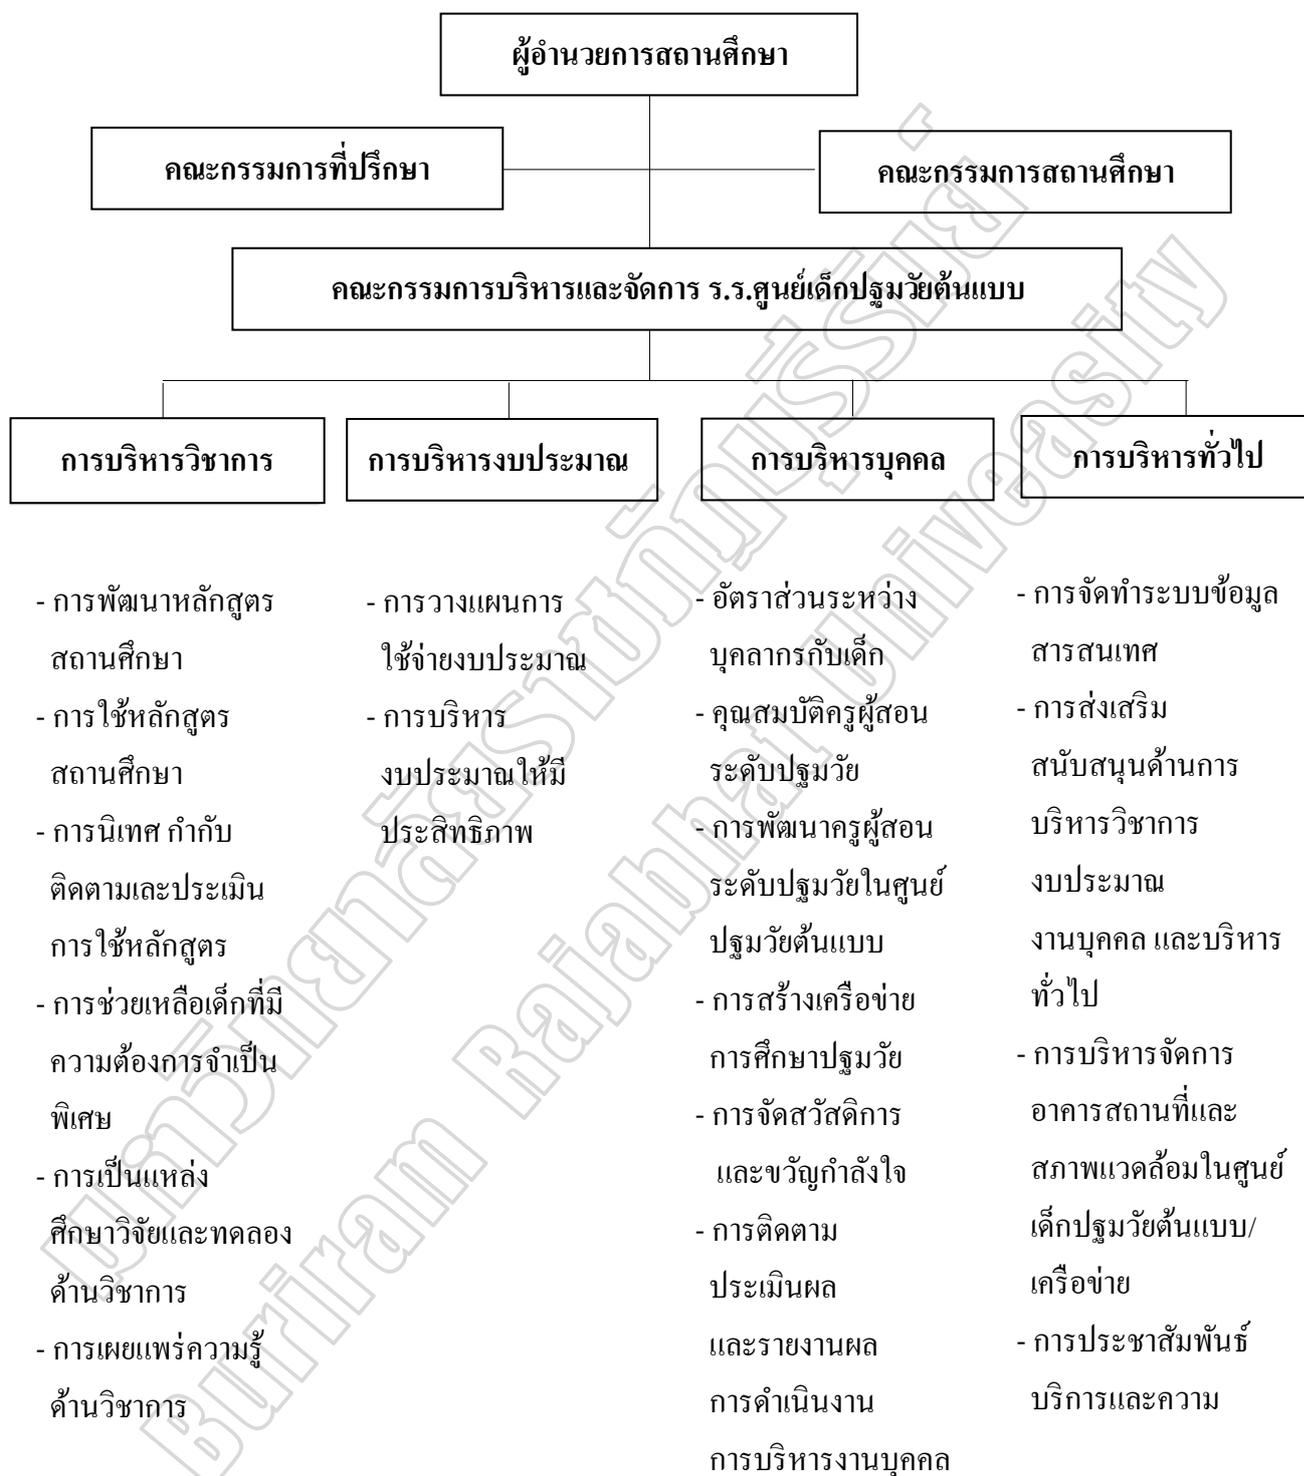 ผู้อำนวยการสถานศึกษา
คณะกรรมการที่ปรึกษา
คณะกรรมการสถานศึกษา
คณะกรรมการบริหารและจัดการ ร.ร.ศูนย์เด็กปฐมวัยต้นแบบ
การบริหารวิชาการ
การบริหารงบประมาณ
การบริหารบุคคล
การบริหารทั่วไป
- การพัฒนาหลักสูตร
สถานศึกษา
- การใช้หลักสูตร
สถานศึกษา
- การนิเทศ กำกับ
ติดตามและประเมิน
การใช้หลักสูตร
- การช่วยเหลือเด็กที่มี
ความต้องการจำเป็น
พิเศษ
- การเป็นแหล่ง
ศึกษาวิจัยและทดลอง
ด้านวิชาการ
- การเผยแพร่ความรู้
ด้านวิชาการ
- การวางแผนการ
ใช้จ่ายงบประมาณ
- การบริหาร
งบประมาณให้มี
ประสิทธิภาพ
- อัตราส่วนระหว่าง
บุคลากรกับเด็ก
- คุณสมบัติครูผู้สอน
ระดับปฐมวัย
- การพัฒนาครูผู้สอน
ระดับปฐมวัยในศูนย์
ปฐมวัยต้นแบบ
- การสร้างเครือข่าย
การศึกษาปฐมวัย
- การจัดสวัสดิการ
และขวัญกำลังใจ
- การติดตาม
ประเมินผล
และรายงานผล
การดำเนินงาน
การบริหารงานบุคคล
- การจัดทำระบบข้อมูล
สารสนเทศ
- การส่งเสริม
สนับสนุนด้านการ
บริหารวิชาการ
งบประมาณ
งานบุคคล และบริหาร
ทั่วไป
- การบริหารจัดการ
อาคารสถานที่และ
สภาพแวดล้อมในศูนย์
เด็กปฐมวัยต้นแบบ/
เครือข่าย
- การประชาสัมพันธ์
บริการและความ
มหาวิทยาลัยราชภัฏบุรีรัมย์
Buriram Rajabhat Univeasity